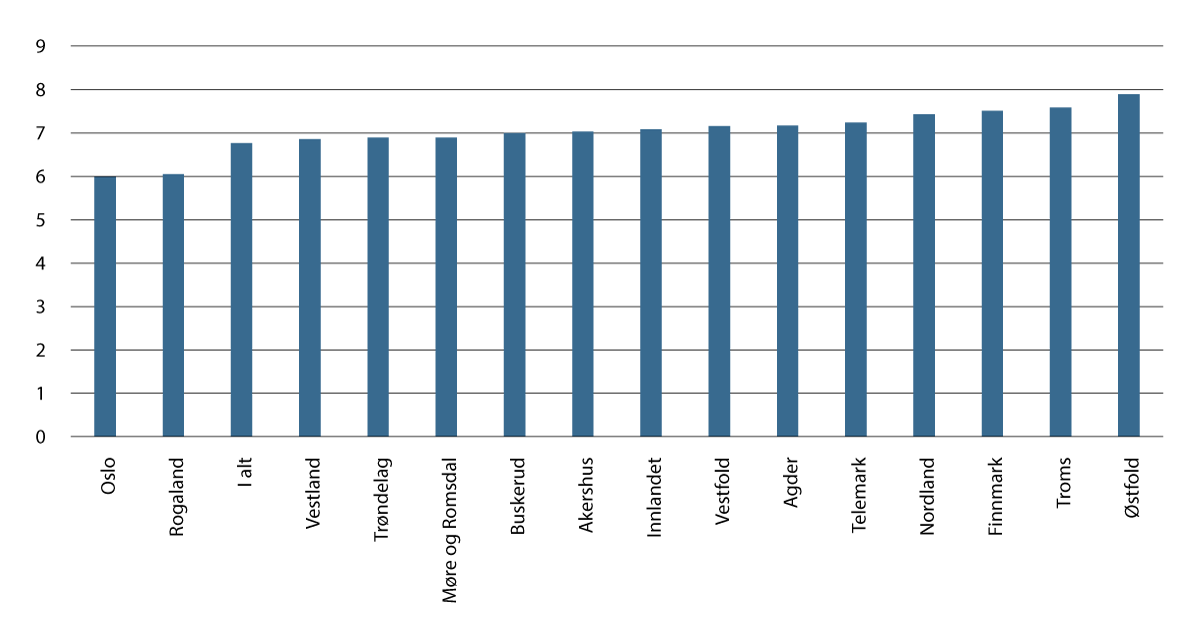 9
8
7
6
5
4
3
2
1
0
Oslo
Rogaland
I alt
Vestland
Trøndelag
Møre og Romsdal
Buskerud
Akershus
Innlandet
Vestfold
Agder
Telemark
Nordland
Finnmark
Troms
Østfold